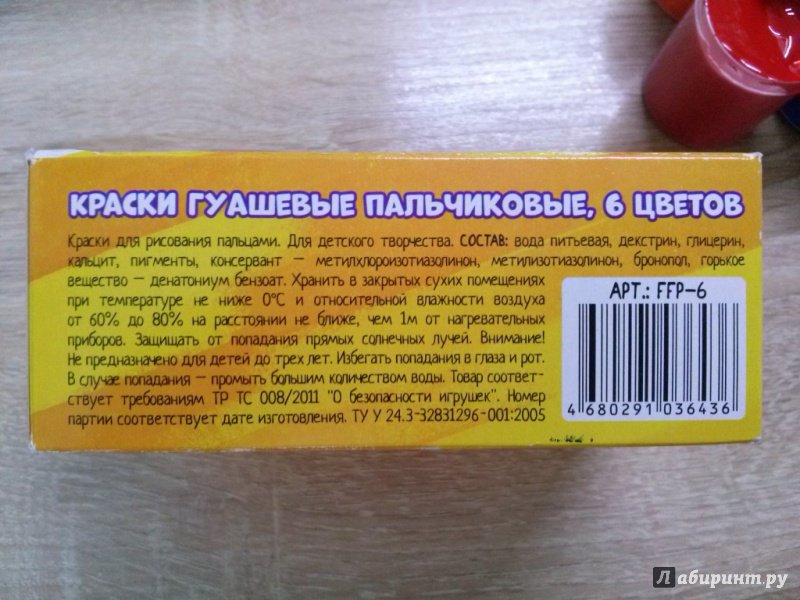 КРАСКИ ГУАШЕВЫЕ ПАЛЬЧИКОВЫЕ, 6 ЦВЕТОВ
Краски для рисования пальцами. Для детского творчества. СОСТАВ: вода питьевая, декстрин, глицерин,
кальцит, пигменты, консервант – метилхлороизотиазолинон, метилизотиазолинон, бронопол, горькое
вещество – денатониум бензоат. Хранить в закрытых сухих помещениях
при температуре не ниже 0°С и относительной влажности воздуха
от 60% до 80% на расстоянии не ближе, чем 1м от нагревательных
приборов. Защищать от попадания прямых солнечных лучей. Внимание!
Не предназначено для детей до трех лет. Избегать попадания в глаза и рот.
В случае попадания – промыть большим количеством воды. Товар соответ-
ствует требованиям ТР ТС 008/2011 "О безопасности игрушек". Номер
партии соответствует дате изготовления. ТУ У 24.3-32831296-001:2005
АРТ.: FFP-6
4 680291 036436
Лабиринт.ру